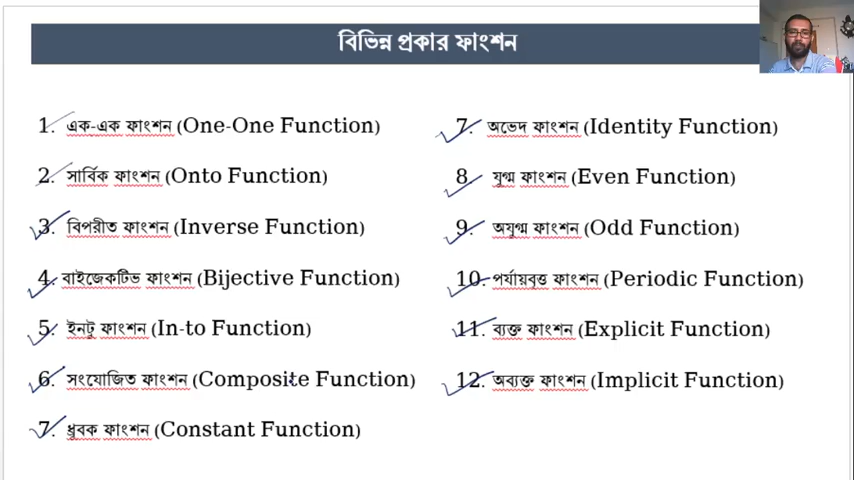 বিভিন্ন প্রকার ফাংশন
1. এক-এক ফাংশন (One-One Function)
2. সার্বিক ফাংশন (Onto Function)
3. বিপরীত ফাংশন (Inverse Function)
4. বাইজেকটিভ ফাংশন (Bijective Function)
5. ইনটু ফাংশন (In-to Function)
6. সংযোজিত ফাংশন (Composite Function)
7. ধ্রুবক ফাংশন (Constant Function)
7. অভেদ ফাংশন (Identity Function)
8. যুগ্ম ফাংশন (Even Function)
9. অযুগ্ম ফাংশন (Odd Function)
10. পর্যায়বৃত্ত ফাংশন (Periodic Function)
11. ব্যক্ত ফাংশন (Explicit Function)
12. অব্যক্ত ফাংশন (Implicit Function)